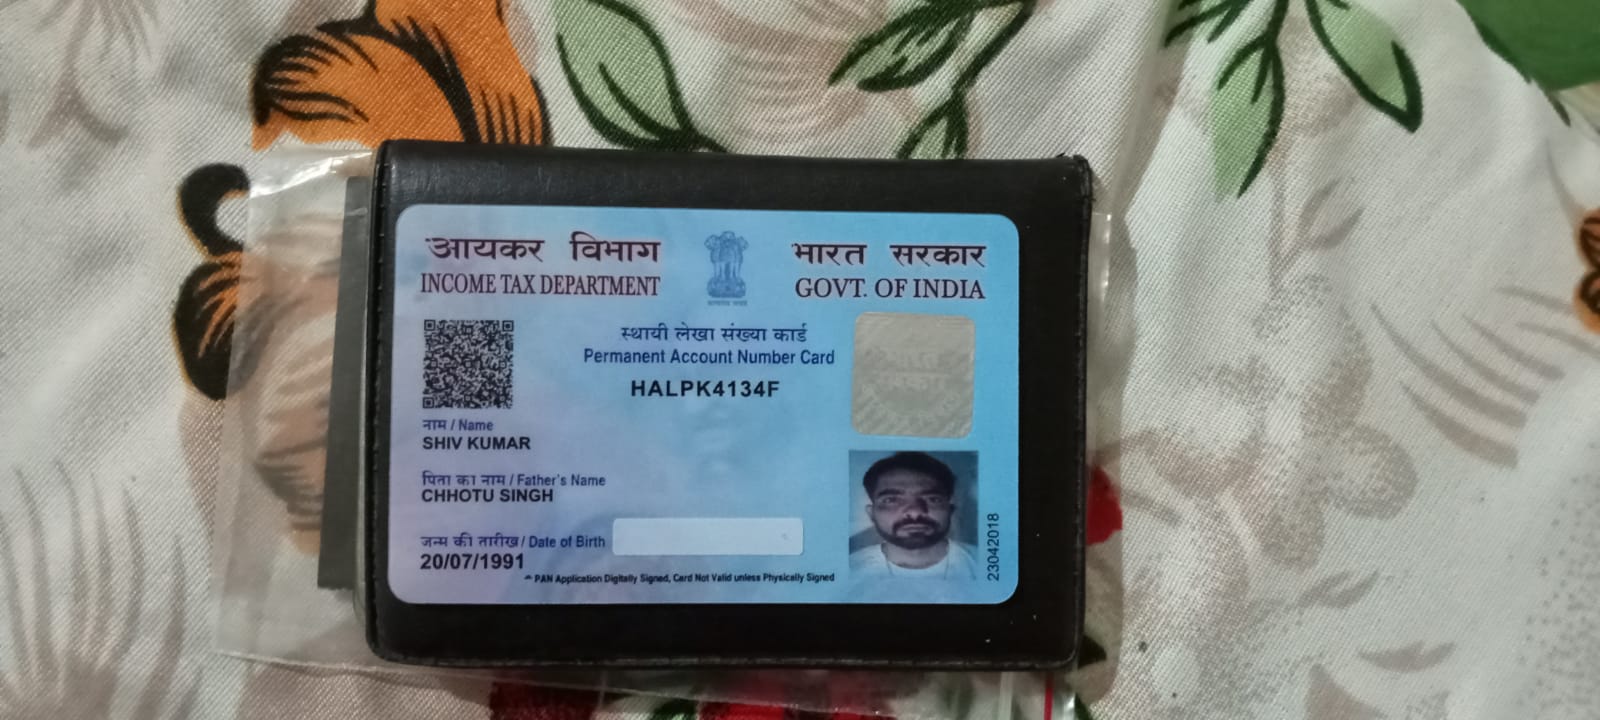 आयकर विभाग
INCOME TAX DEPARTMENT
भारत सरकार
GOVT. OF INDIA
स्थायी लेखा संख्या कार्ड
Permanent Account Number Card
HALPK4134F
नाम / Name
SHIV KUMAR
पिता का नाम / Father's Name
CHHOTU SINGH
जन्म की तारीख / Date of Birth
20/07/1991
PAN Application Digitally Signed, Card Not Valid unless Physically Signed
23042018